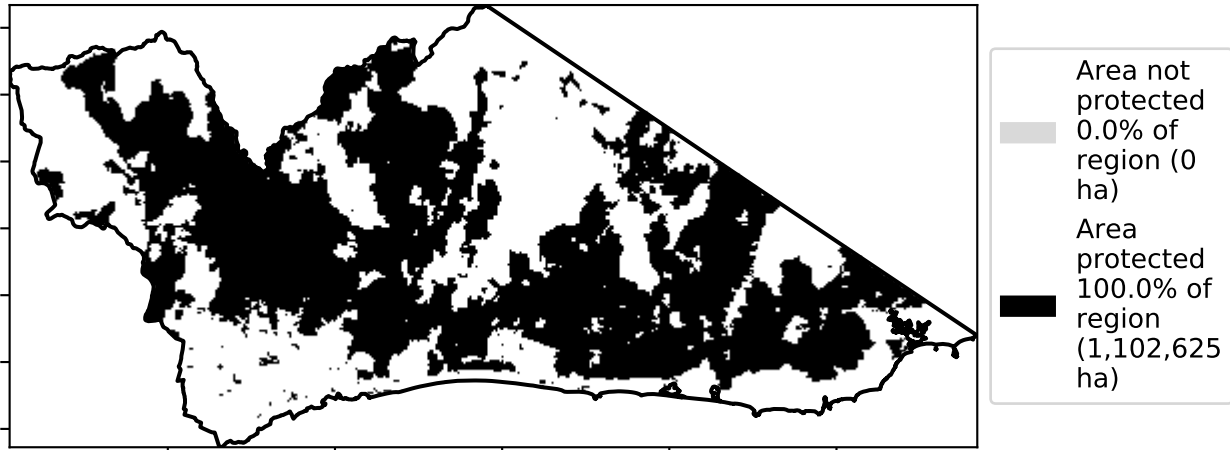 Area not
protected
0.0% of
region (0
ha)
Area
protected
100.0% of
region
(1,102,625
ha)